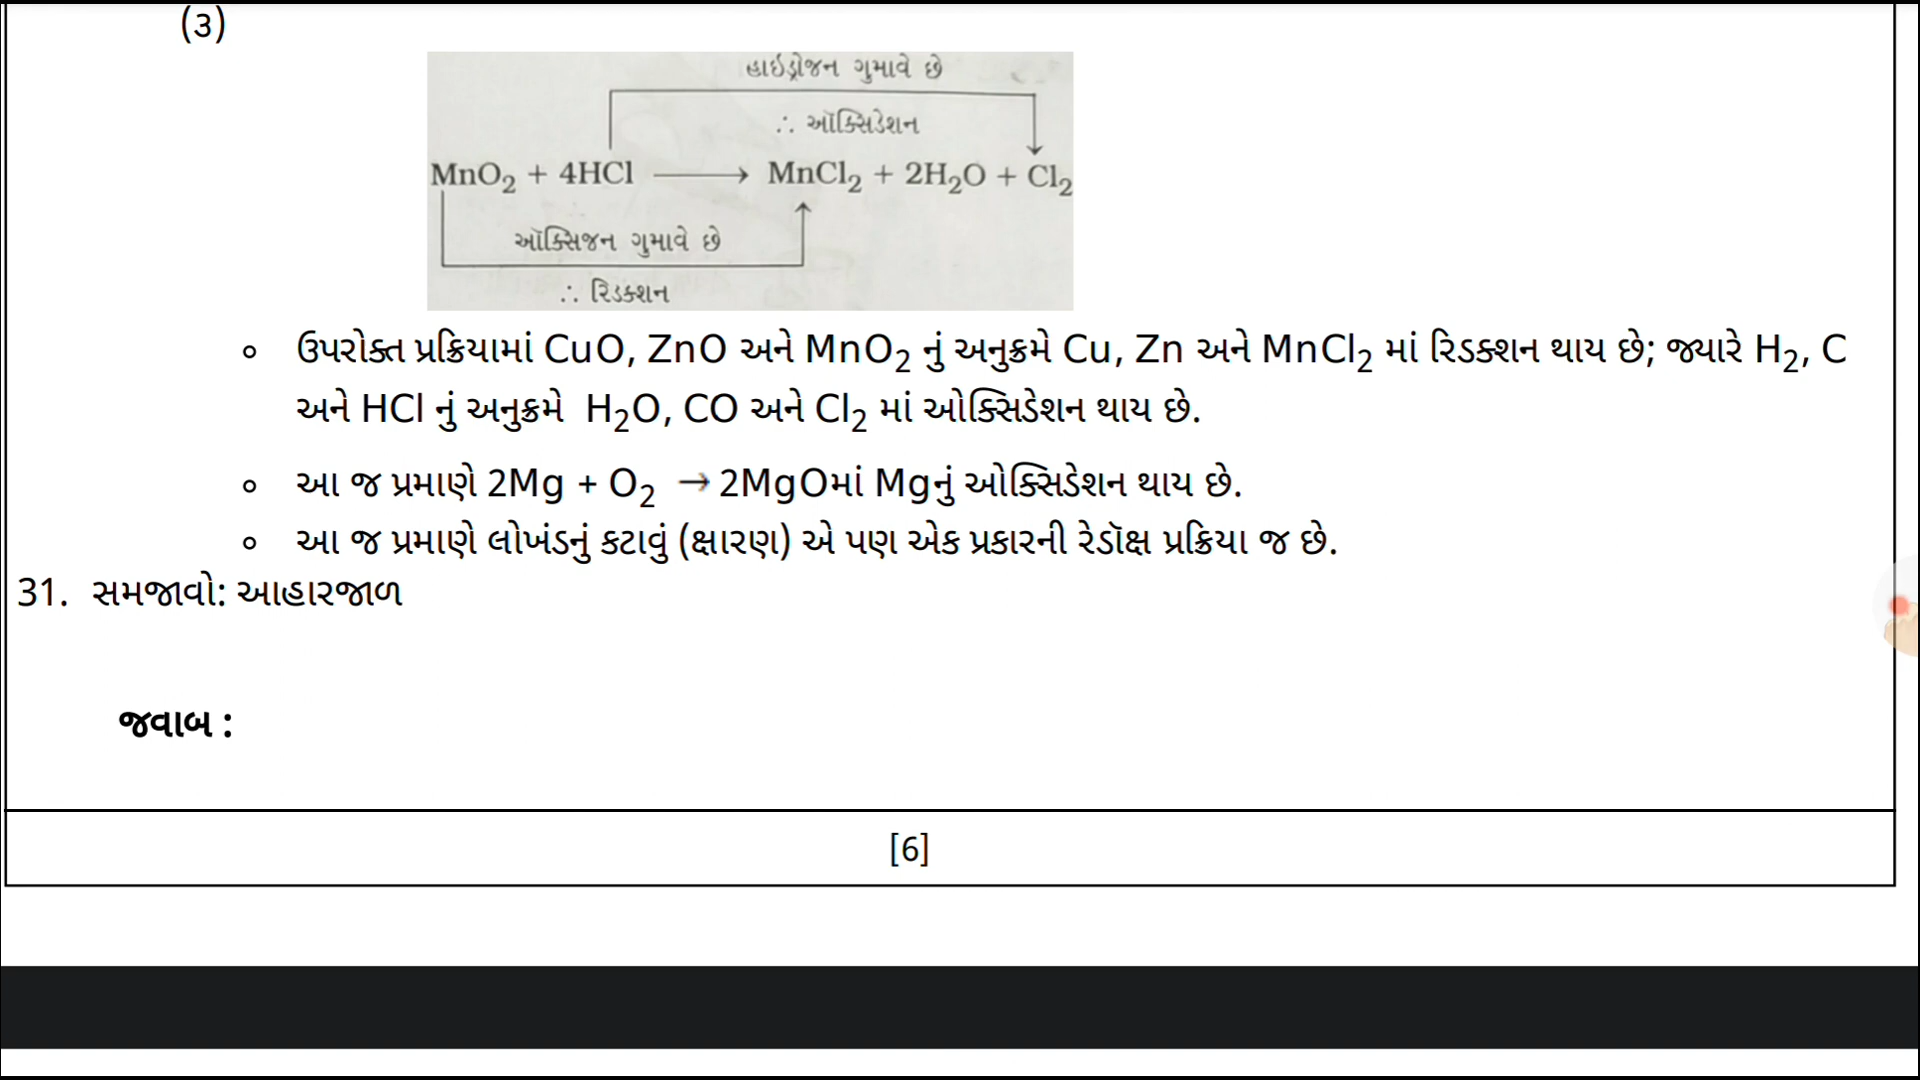 (૩)
હાઇડ્રોજન ગુમાવે છે
∴ ઑક્સિડેશન
MnO₂ + 4HCl ⟶ MnCl₂ + 2H₂O + Cl₂
ઑક્સિજન ગુમાવે છે
∴ રિડક્શન
◦ ઉપરોક્ત પ્રક્રિયામાં CuO, ZnO અને MnO₂ નું અનુક્રમે Cu, Zn અને MnCl₂ માં રિડક્શન થાય છે; જ્યારે H₂, C
અને HCl નું અનુક્રમે H₂O, CO અને Cl₂ માં ઓક્સિડેશન થાય છે.
◦ આ જ પ્રમાણે 2Mg + O₂ → 2MgOમાં Mgનું ઓક્સિડેશન થાય છે.
◦ આ જ પ્રમાણે લોખંડનું કટાવું (ક્ષારણ) એ પણ એક પ્રકારની રેડૉક્ષ પ્રક્રિયા જ છે.
31. સમજાવો: આહારજાળ
જવાબ :
[6]